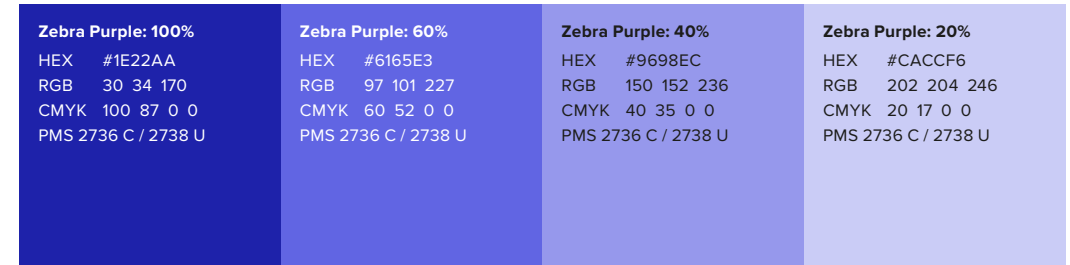 Zebra Purple: 100%
HEX #1E22AA
RGB 30 34 170
CMYK 100 87 0 0
PMS 2736 C / 2738 U
Zebra Purple: 60%
HEX #6165E3
RGB 97 101 227
CMYK 60 52 0 0
PMS 2736 C / 2738 U
Zebra Purple: 40%
HEX #9698EC
RGB 150 152 236
CMYK 40 35 0 0
PMS 2736 C / 2738 U
Zebra Purple: 20%
HEX #CACCF6
RGB 202 204 246
CMYK 20 17 0 0
PMS 2736 C / 2738 U